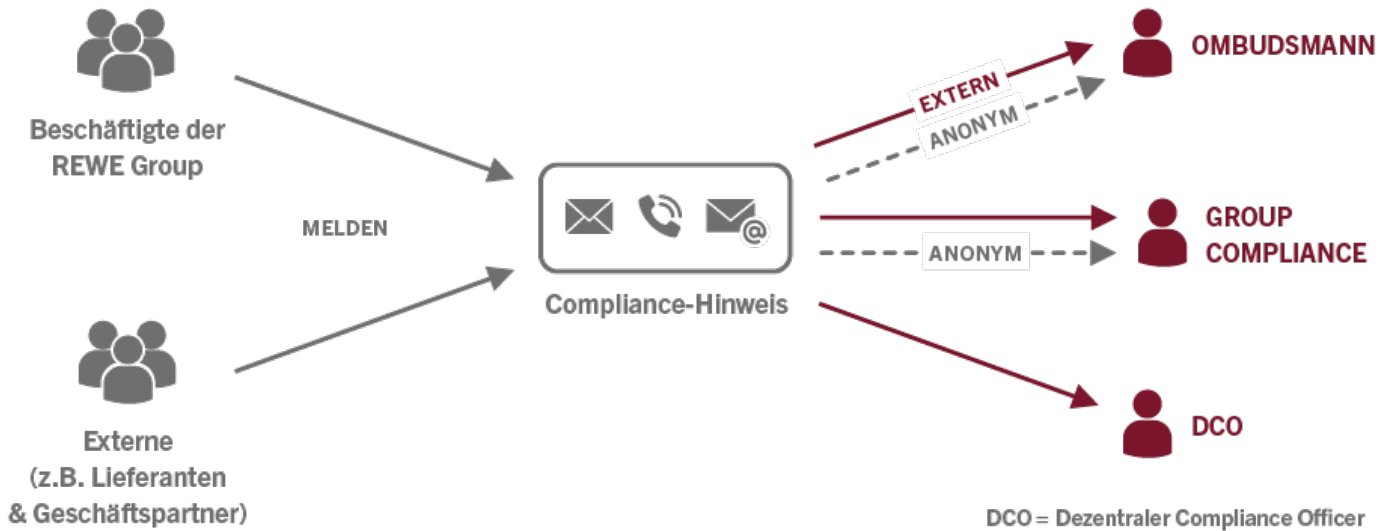 Beschäftigte der
REWE Group
MELDEN
Externe
(z.B. Lieferanten
& Geschäftspartner)
@
Compliance-Hinweis
EXTERN
ANONYM
OMBUDSMANN
ANONYM
GROUP
COMPLIANCE
DCO
DCO = Dezentraler Compliance Officer